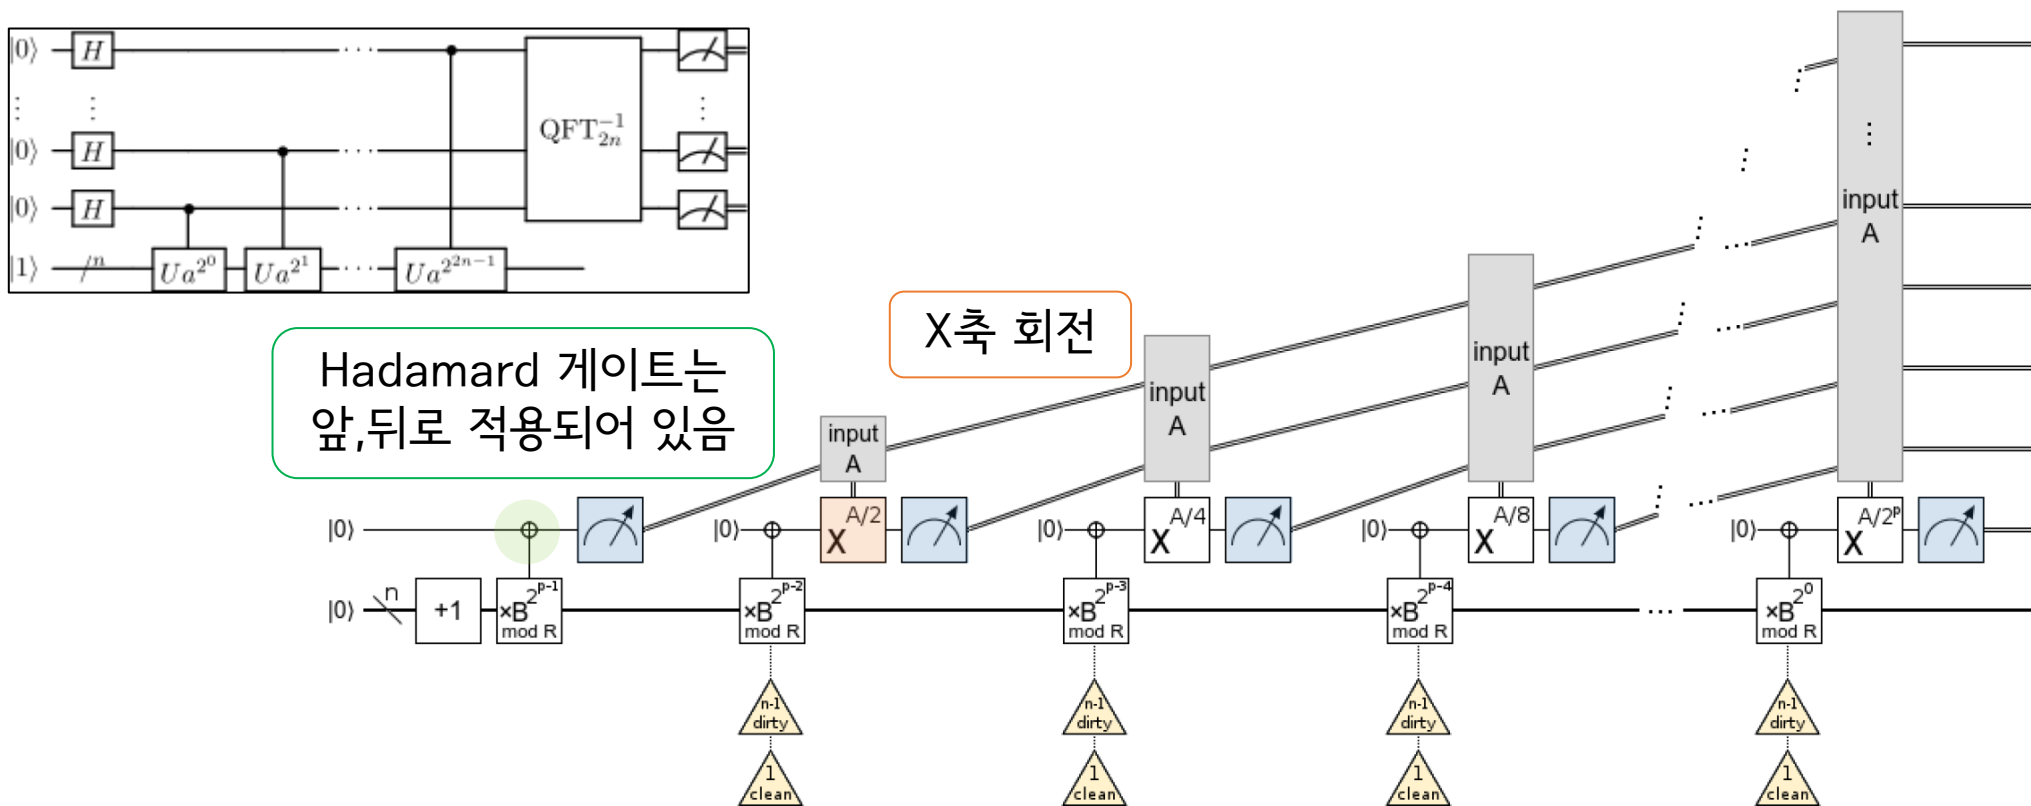 |0⟩ H ··· QFT₂ₙ⁻¹
|0⟩ H ···
|0⟩ H ···
|1⟩ /n Ua^{2^0} Ua^{2^1} ··· Ua^{2^{2n−1}}
Hadamard 게이트는
앞,뒤로 적용되어 있음
X축 회전
input
A
input
A
input
A
input
A
|0⟩ |0⟩ X^{A/2} |0⟩ X^{A/4} |0⟩ X^{A/8} |0⟩ X^{A/2^p}
|0⟩ n +1 ×B^{2^{p-1}} ×B^{2^{p-2}} ×B^{2^{p-3}} ×B^{2^{p-4}} ··· ×B^{2^0}
mod R mod R mod R mod R mod R
n-1 n-1 n-1 n-1
dirty dirty dirty dirty
1 1 1 1
clean clean clean clean